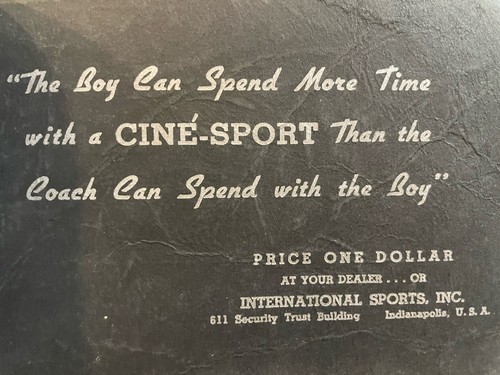 “The Boy Can Spend More Time
with a CINÉ-SPORT Than the
Coach Can Spend with the Boy”
PRICE ONE DOLLAR
AT YOUR DEALER . . . OR
INTERNATIONAL SPORTS, INC.
611 Security Trust Building Indianapolis, U. S. A.